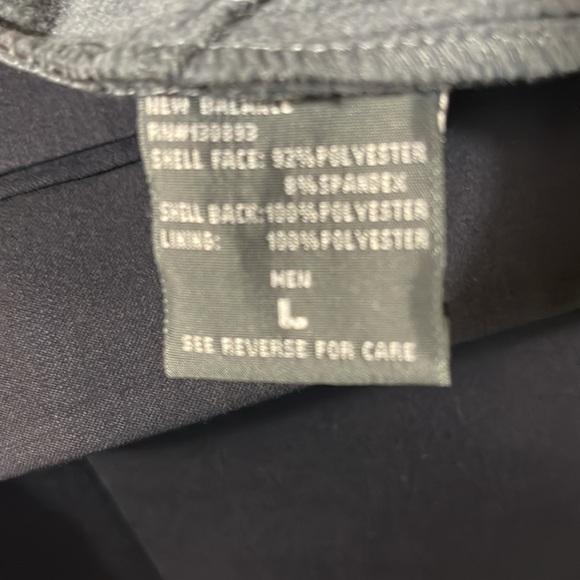 NEW BALANCE
RN#130893
SHELL FACE: 92%POLYESTER
8%SPANDEX
SHELL BACK:100%POLYESTER
LINING: 100%POLYESTER
MEN
L
SEE REVERSE FOR CARE